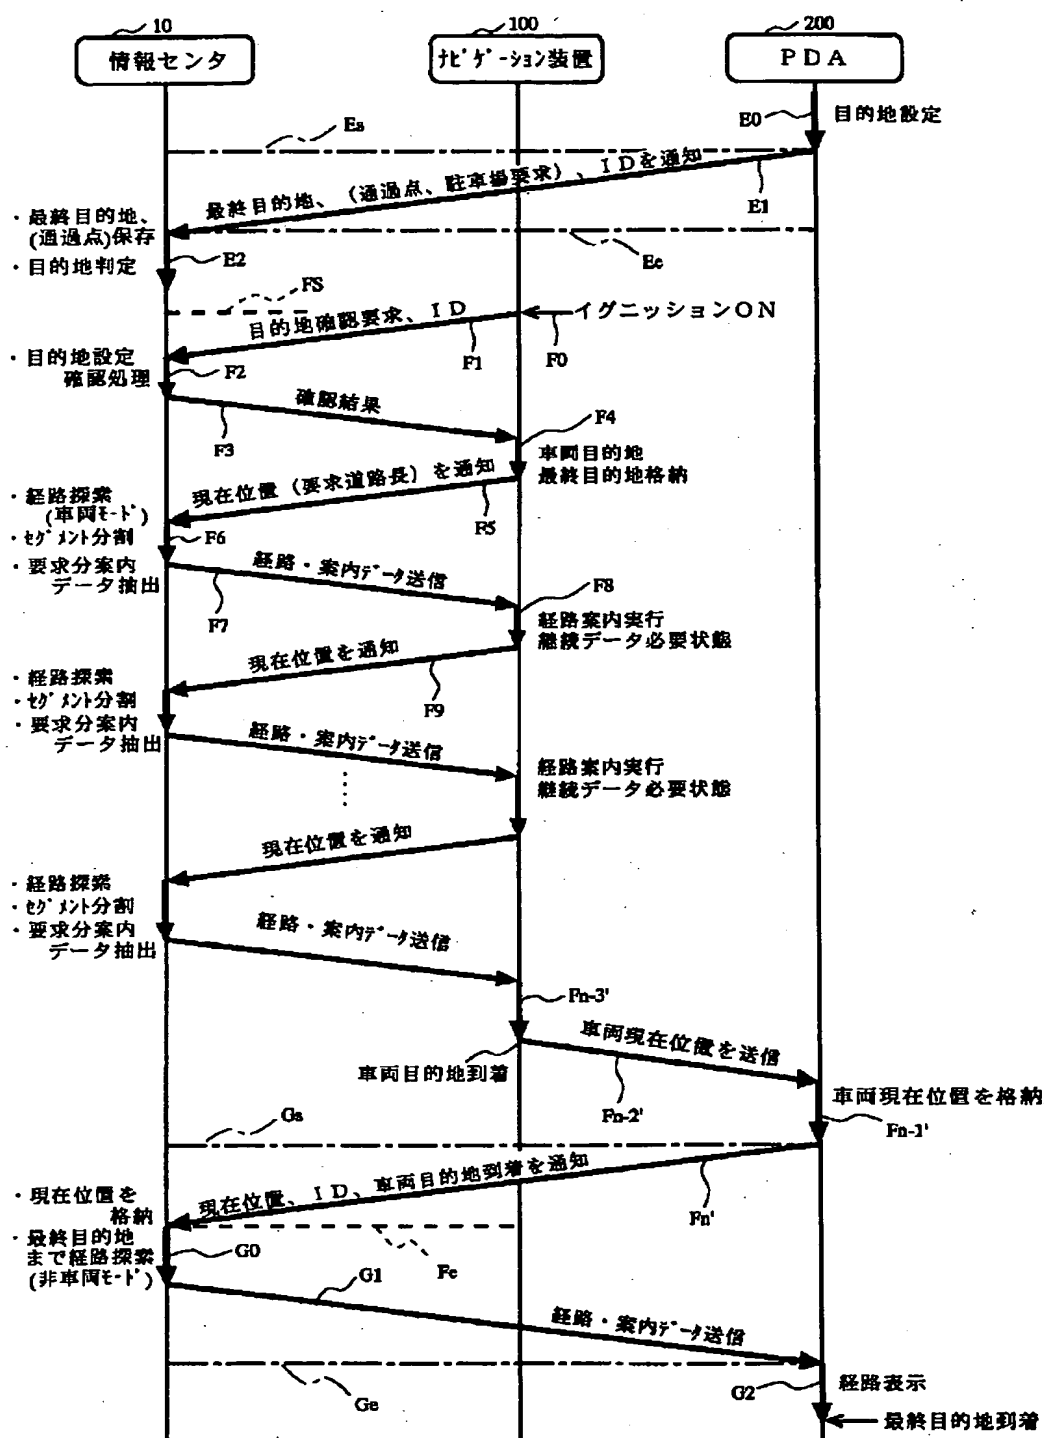 10
情報センタ
100
ナビゲーション装置
200
PDA
E0
目的地設定
Es
最終目的地、(通過点、駐車場要求)、IDを通知
E1
・最終目的地、
(通過点)保存
Ee
E2
・目的地判定
FS
イグニッションON
目的地確認要求、ID
F1
F0
・目的地設定
確認処理
F2
確認結果
F3
F4
車両目的地
最終目的地格納
現在位置(要求道路長)を通知
F5
・経路探索
(車両モード)
・セグメント分割
F6
・要求分案内
データ抽出
経路・案内データ送信
F7
F8
経路案内実行
継続データ必要状態
現在位置を通知
F9
・経路探索
・セグメント分割
・要求分案内
データ抽出
経路・案内データ送信
経路案内実行
継続データ必要状態
現在位置を通知
・経路探索
・セグメント分割
・要求分案内
データ抽出
経路・案内データ送信
Fn-3'
車両現在位置を送信
車両目的地到着
Fn-2'
車両現在位置を格納
Fn-1'
Gs
現在位置、ID、車両目的地到着を通知
Fn'
・現在位置を
格納
・最終目的地
まで経路探索
(非車両モード)
G0
Fe
G1
経路・案内データ送信
Ge
G2
経路表示
最終目的地到着